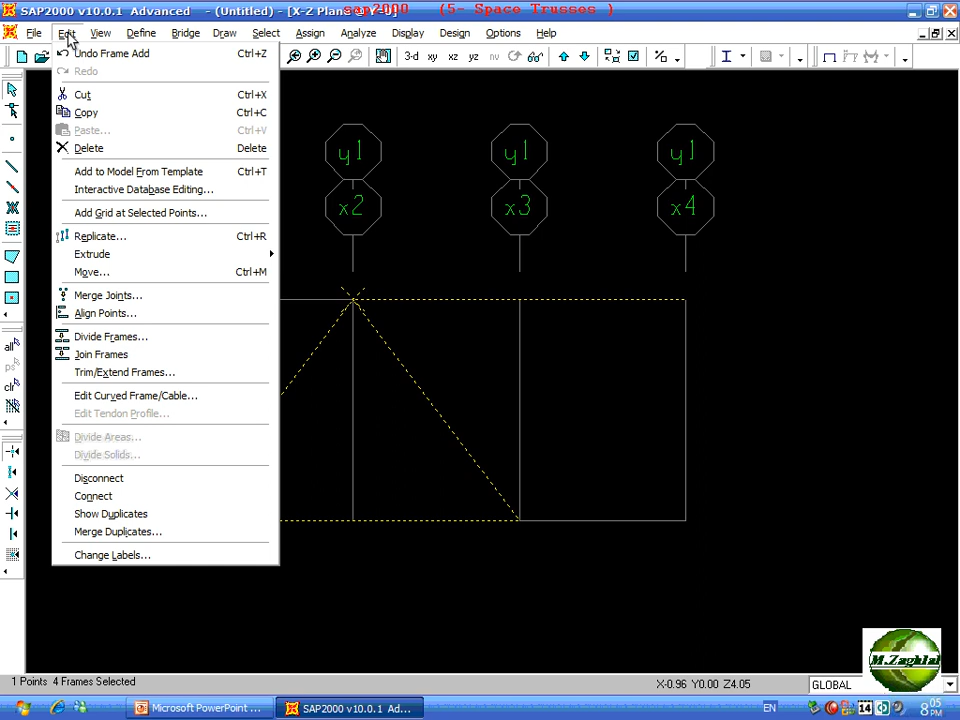 SAP2000 v10.0.1 Advanced - (Untitled) - [X-Z Plane @ Y=0]
sap2000 (5- Space Trusses )
File Edit View Define Bridge Draw Select Assign Analyze Display Design Options Help
Undo Frame Add Ctrl+Z
Redo
3-d xy xz yz nv
Cut Ctrl+X
Copy Ctrl+C
Paste... Ctrl+V
Delete Delete
Add to Model From Template Ctrl+T
Interactive Database Editing...
Add Grid at Selected Points...
Replicate... Ctrl+R
Extrude
Move... Ctrl+M
Merge Joints...
Align Points...
Divide Frames...
Join Frames
Trim/Extend Frames...
Edit Curved Frame/Cable...
Edit Tendon Profile...
Divide Areas...
Divide Solids...
Disconnect
Connect
Show Duplicates
Merge Duplicates...
Change Labels...
y1 y1 y1
x2 x3 x4
all
ps
clr
M.Zaghlal
1 Points 4 Frames Selected
X-0.96 Y0.00 Z4.05
GLOBAL
Microsoft PowerPoint ...
SAP2000 v10.0.1 Ad...
EN
14
8:05 PM